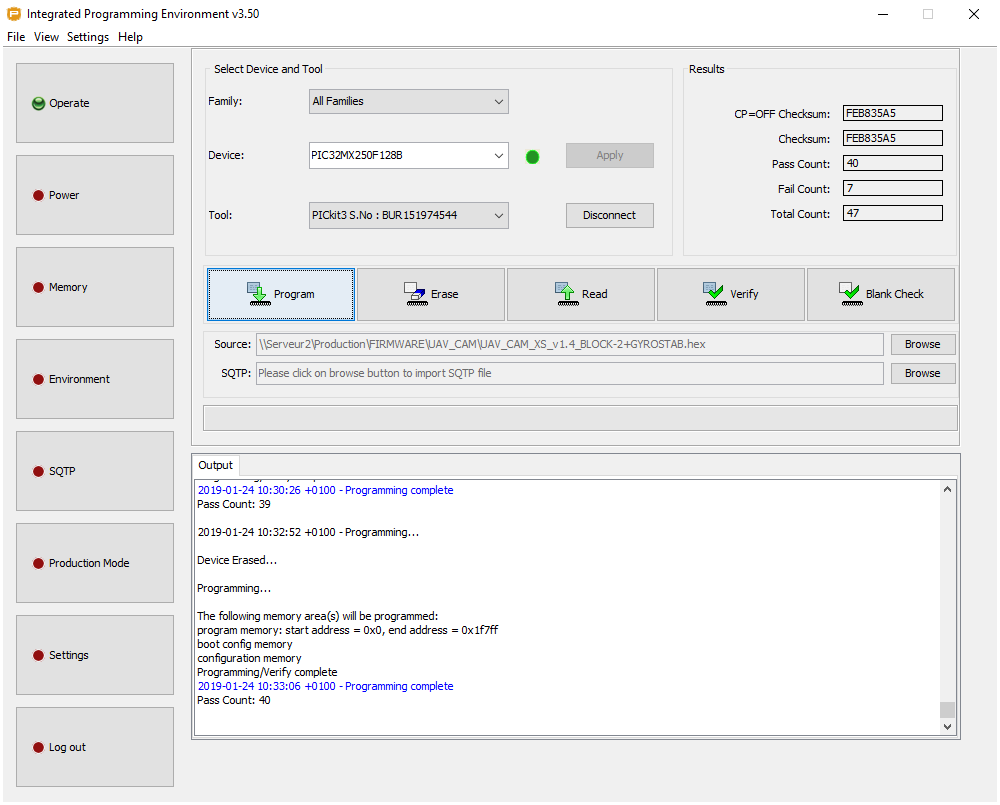 Integrated Programming Environment v3.50
File View Settings Help
Operate
Power
Memory
Environment
SQTP
Production Mode
Settings
Log out
Select Device and Tool
Family: All Families
Device: PIC32MX250F128B Apply
Tool: PICkit3 S.No : BUR151974544 Disconnect
Results
CP=OFF Checksum: FEB835A5
Checksum: FEB835A5
Pass Count: 40
Fail Count: 7
Total Count: 47
Program Erase Read Verify Blank Check
Source: \\Serveur2\Production\FIRMWARE\UAV_CAM\UAV_CAM_XS_v1.4_BLOCK-2+GYROSTAB.hex Browse
SQTP: Please click on browse button to import SQTP file Browse
Output
2019-01-24 10:30:26 +0100 - Programming complete
Pass Count: 39
2019-01-24 10:32:52 +0100 - Programming...
Device Erased...
Programming...
The following memory area(s) will be programmed:
program memory: start address = 0x0, end address = 0x1f7ff
boot config memory
configuration memory
Programming/Verify complete
2019-01-24 10:33:06 +0100 - Programming complete
Pass Count: 40